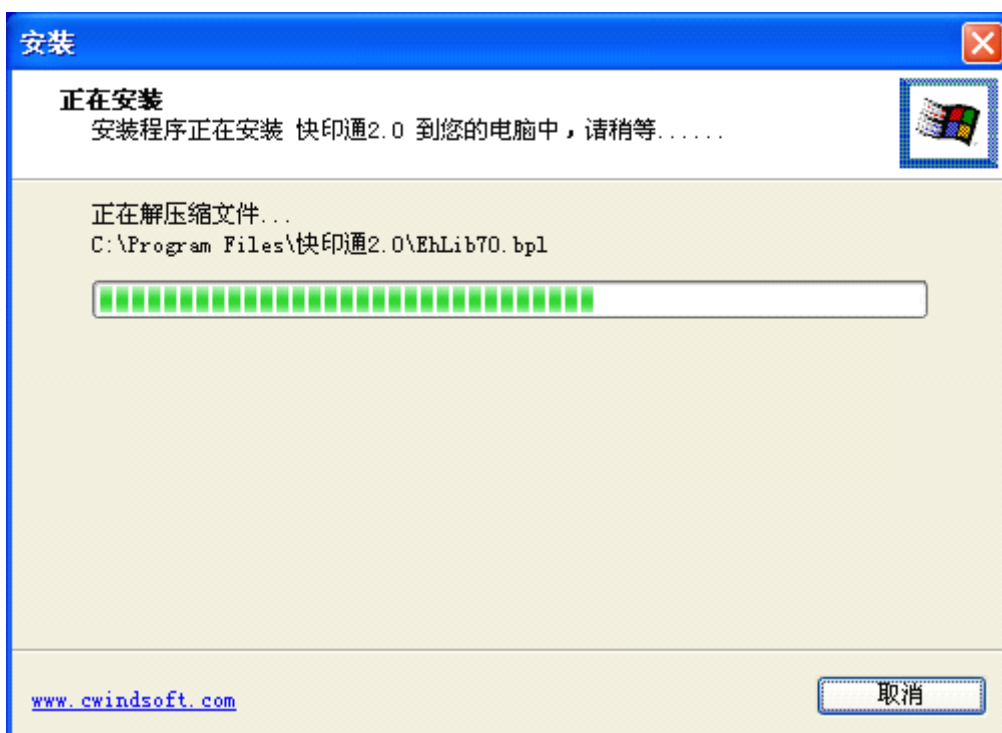 安装
正在安装
安装程序正在安装 快印通2.0 到您的电脑中，请稍等......
正在解压缩文件...
C:\Program Files\快印通2.0\EhLib70.bpl
www.cwindsoft.com
取消